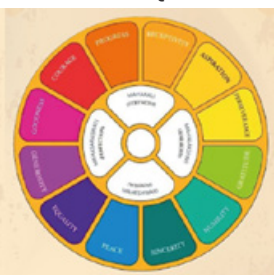 PROGRESS
RECEPTIVITY
ASPIRATION
PERSEVERANCE
GRATITUDE
HUMILITY
SINCERITY
PEACE
EQUALITY
GENEROSITY
GOODNESS
COURAGE